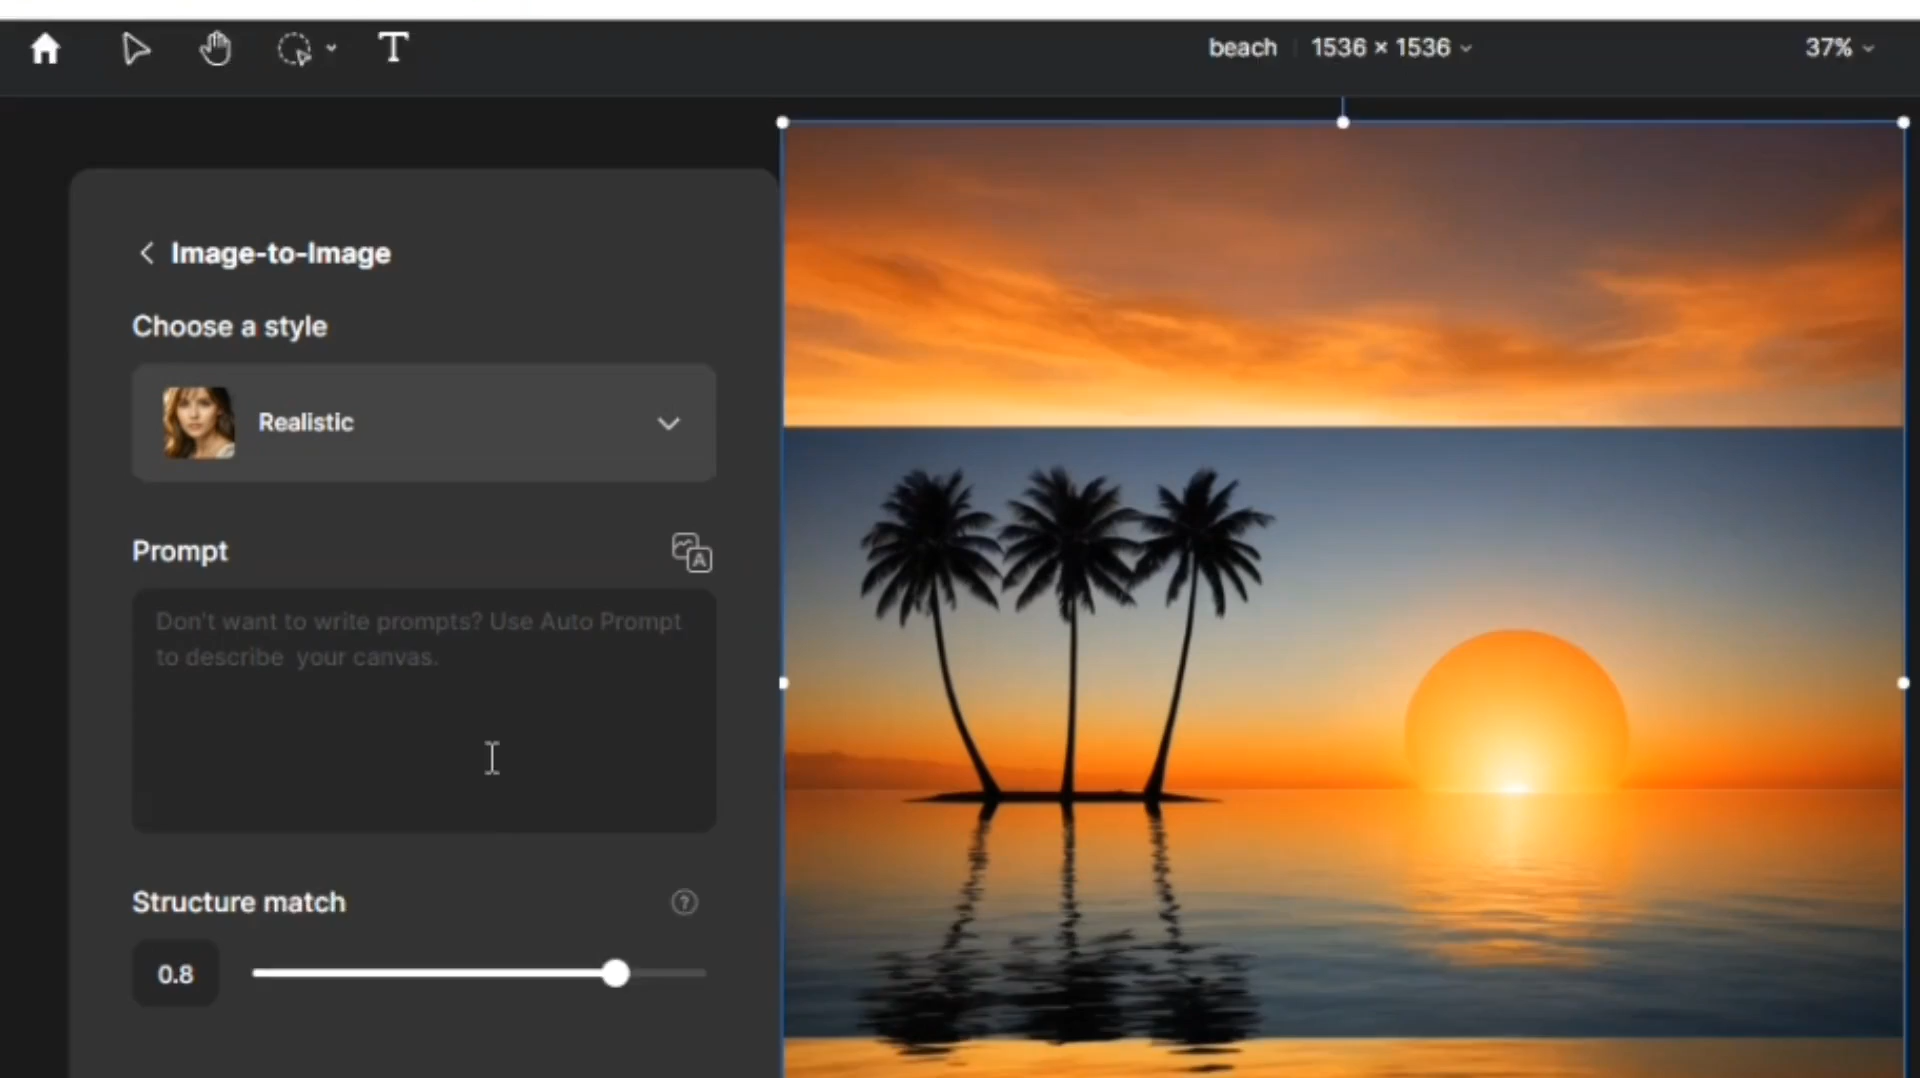 T
beach
1536 × 1536
37%
Image-to-Image
Choose a style
Realistic
Prompt
A
Don't want to write prompts? Use Auto Prompt
to describe your canvas.
Structure match
?
0.8